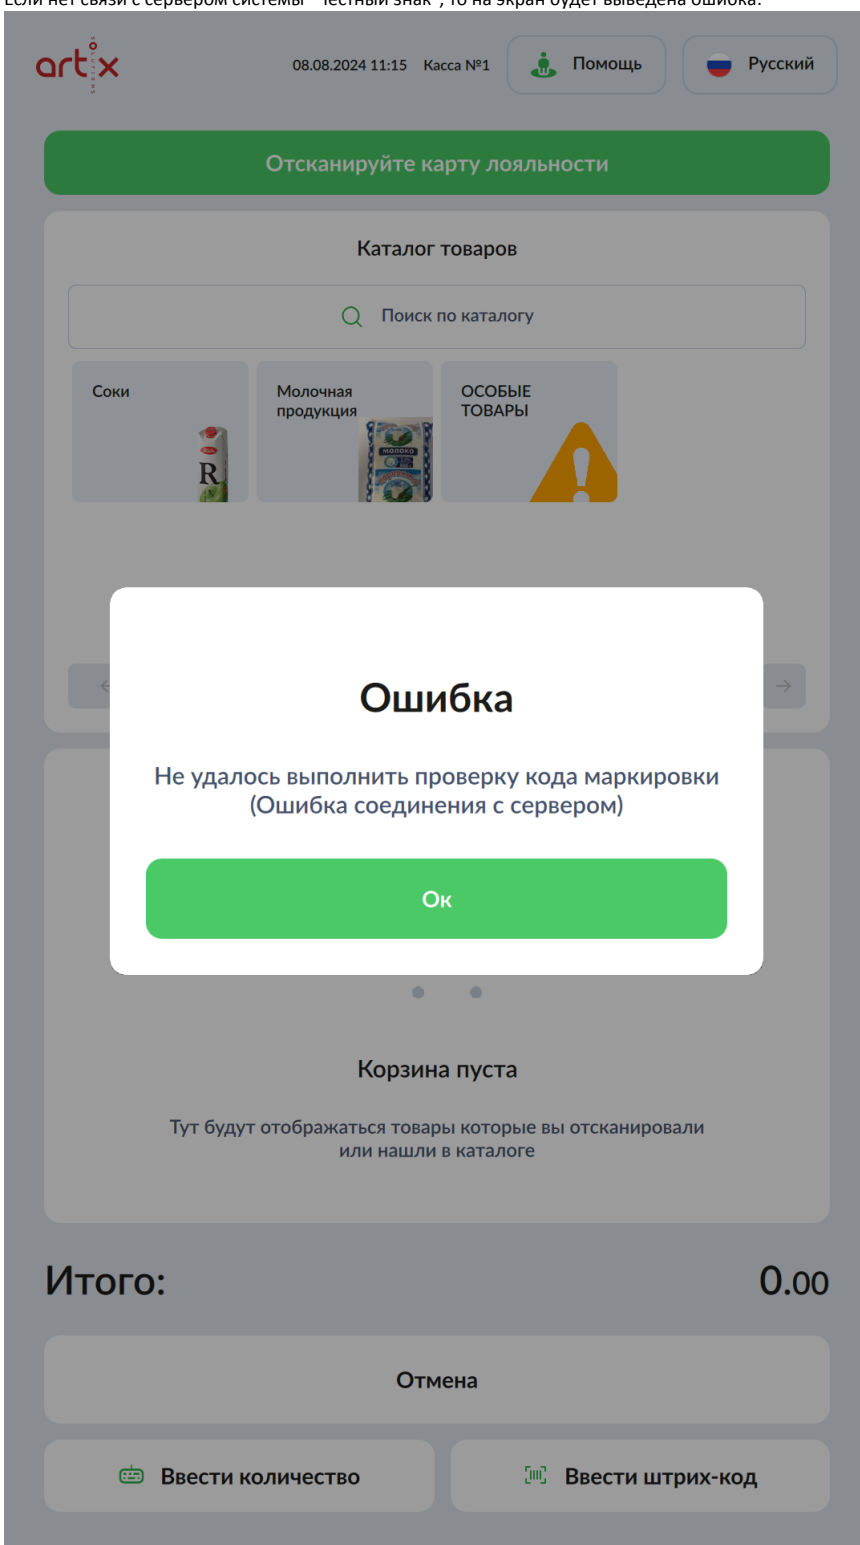 Если нет связи с сервером системы "Честный знак", то на экран будет выведена ошибка:
artix
08.08.2024 11:15 Касса №1 Помощь Русский
Отсканируйте карту лояльности
Каталог товаров
Поиск по каталогу
Соки
Молочная
продукция
ОСОБЫЕ
ТОВАРЫ
R
МОЛОКО
Ошибка
Не удалось выполнить проверку кода маркировки
(Ошибка соединения с сервером)
Ок
Корзина пуста
Тут будут отображаться товары которые вы отсканировали
или нашли в каталоге
Итого: 0.00
Отмена
Ввести количество Ввести штрих-код